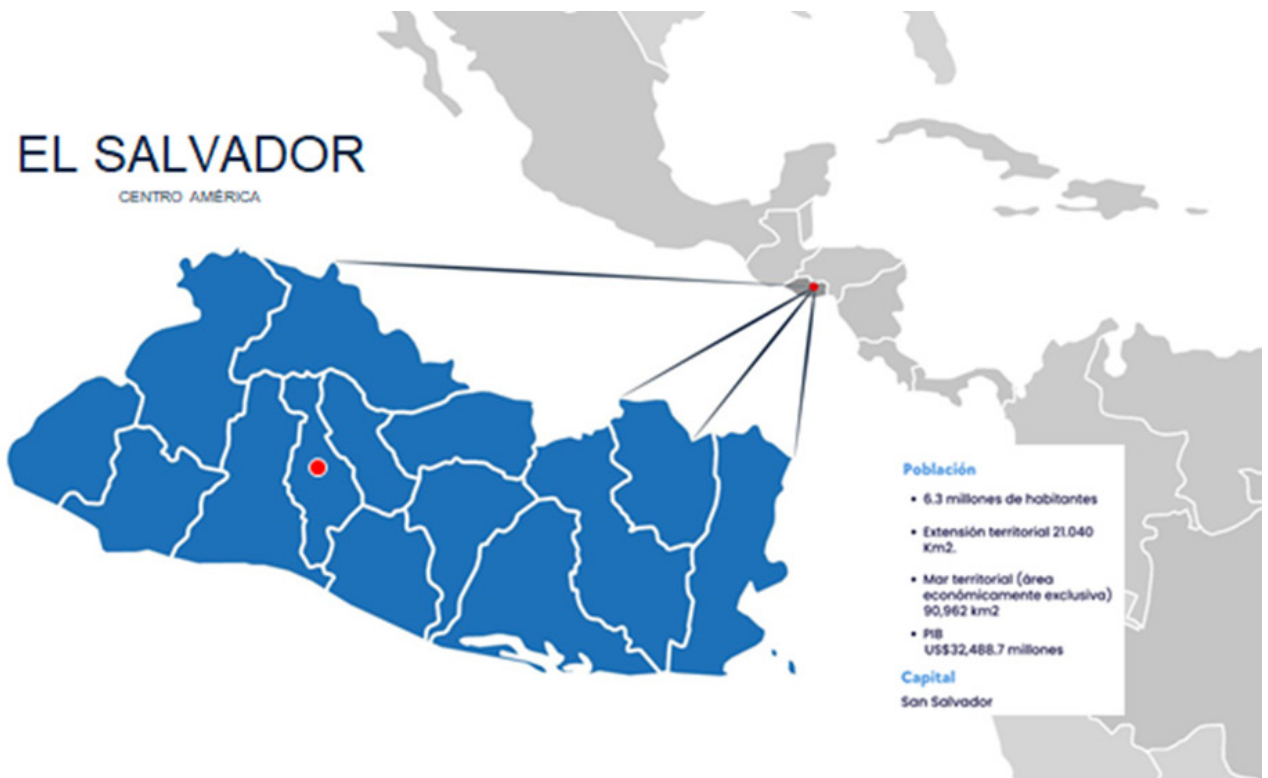 EL SALVADOR
CENTRO AMÉRICA
Población
▪ 6.3 millones de habitantes
▪ Extensión territorial 21.040
Km2.
▪ Mar territorial (área
económicamente exclusiva)
90,962 km2
▪ PIB
US$32,488.7 millones
Capital
San Salvador